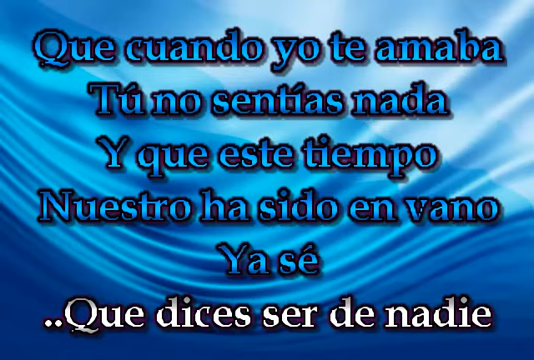 Que cuando yo te amaba
Tú no sentías nada
Y que este tiempo
Nuestro ha sido en vano
Ya sé
..Que dices ser de nadie